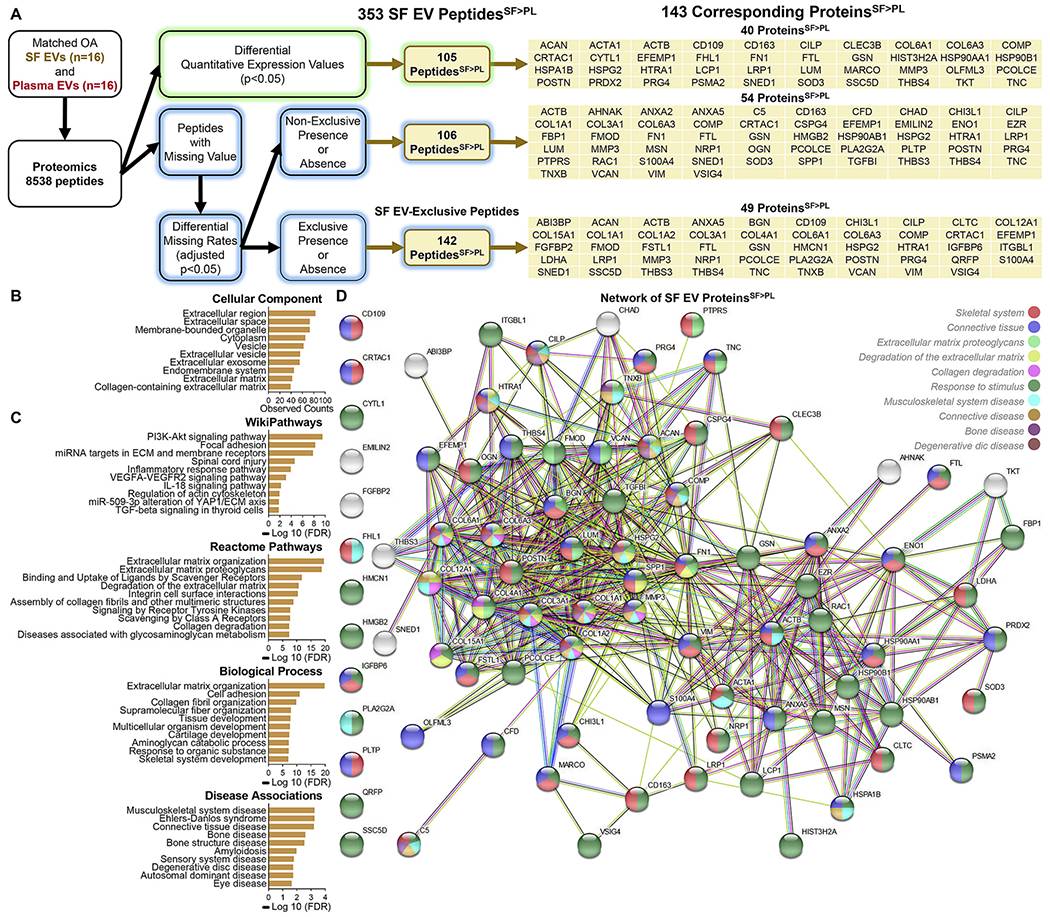 A
353 SF EV Peptides SF>PL
143 Corresponding Proteins SF>PL
Matched OA
SF EVs (n=16)
and
Plasma EVs (n=16)
Proteomics
8538 peptides
Differential
Quantitative Expression Values
(p<0.05)
Peptides
with
Missing Value
Differential
Missing Rates
(adjusted
p<0.05)
Non-Exclusive
Presence
or
Absence
Exclusive
Presence
or
Absence
105
Peptides SF>PL
106
Peptides SF>PL
SF EV-Exclusive Peptides
142
Peptides SF>PL
40 Proteins SF>PL
ACAN ACTA1 ACTB CD109 CD163 CILP CLEC3B COL6A1 COL6A3 COMP
CRTAC1 CYTL1 EFEMP1 FHL1 FN1 FTL GSN HIST2H2A HSP90AA1 HSP90B1
HSPA1B HSPG2 HTRA1 LCP1 LRP1 LUM MARCO MMP3 OLFML3 PCOLCE
POSTN PRDX2 PRG4 PSMA2 SNED1 SOD3 SSC5D THBS4 TKT TNC
54 Proteins SF>PL
ACTB AHNAK ANXA2 ANXA5 C5 CD163 CFD CHAD CHI3L1 CILP
COL1A1 COL3A1 COL6A3 COMP CRTAC1 CSPG4 EFEMP1 EMILIN2 ENO1 EZR
FBP1 FMOD FN1 FTL GSN HMGB2 HSP90AB1 HSPG2 HTRA1 LRP1
LUM MMP3 MSN NRP1 OGN PCOLCE PLA2G2A PLTP POSTN PRG4
PTPRS RAC1 S100A4 SNED1 SOD3 SPP1 TGFBI THBS3 THBS4 TNC
TNXB VCAN VIM VSIG4
49 Proteins SF>PL
ABI3BP ACAN ACTB ANXA5 BGN CD109 CHI3L1 CILP CLTC COL12A1
COL15A1 COL1A1 COL1A2 COL3A1 COL4A1 COL6A1 COL6A3 COMP CRTAC1 EFEMP1
FGFBP2 FMOD FSTL1 FTL GSN HMCN1 HSPG2 HTRA1 IGFBP6 ITGBL1
LDHA LRP1 MMP3 NRP1 PCOLCE PLA2G2A POSTN PRG4 QRFP S100A4
SNED1 SSC5D THBS3 THBS4 TNC TNXB VCAN VIM VSIG4
B
Cellular Component
Extracellular region
Extracellular space
Membrane-bounded organelle
Cytoplasm
Vesicle
Extracellular vesicle
Extracellular exosome
Endomembrane system
Extracellular matrix
Collagen-containing extracellular matrix
0 20 40 60 80 100
Observed Counts
C
WikiPathways
PI3K-Akt signaling pathway
Focal adhesion
miRNA targets in ECM and membrane receptors
Spinal cord injury
Inflammatory response pathway
VEGFA-VEGFR2 signaling pathway
IL-18 signaling pathway
Regulation of actin cytoskeleton
miR-509-3p alteration of YAP1/ECM axis
TGF-beta signaling in thyroid cells
0 2 4 6 8 10
- Log 10 (FDR)
Reactome Pathways
Extracellular matrix organization
Extracellular matrix proteoglycans
Binding and Uptake of Ligands by Scavenger Receptors
Degradation of the extracellular matrix
Integrin cell surface interactions
Assembly of collagen fibrils and other multimeric structures
Signaling by Receptor Tyrosine Kinases
Scavenging by Class A Receptors
Collagen degradation
Diseases associated with glycosaminoglycan metabolism
0 5 10 15 20
- Log 10 (FDR)
Biological Process
Extracellular matrix organization
Cell adhesion
Collagen fibril organization
Supramolecular fiber organization
Tissue development
Multicellular organism development
Cartilage development
Aminoglycan catabolic process
Response to organic substance
Skeletal system development
0 5 10 15 20
- Log 10 (FDR)
Disease Associations
Musculoskeletal system disease
Ehlers-Danlos syndrome
Connective tissue disease
Bone disease
Bone structure disease
Amyloidosis
Sensory system disease
Degenerative disc disease
Autosomal dominant disease
Eye disease
0 1 2 3 4
- Log 10 (FDR)
D
Network of SF EV Proteins SF>PL
Skeletal system
Connective tissue
Extracellular matrix proteoglycans
Degradation of the extracellular matrix
Collagen degradation
Response to stimulus
Musculoskeletal system disease
Connective disease
Bone disease
Degenerative dic disease
CD109
CRTAC1
CYTL1
EMILIN2
FGFBP2
FHL1
HMCN1
HMGB2
IGFBP6
PLA2G2A
PLTP
QRFP
SSC5D
CHAD
PTPRS
ITGBL1
CILP
PRG4
TNC
ABI3BP
HTRA1
TNXB
CLEC3B
THBS4
FMOD
VCAN
ACAN
CSPG4
EFEMP1
OGN
AHNAK
FTL
TKT
COMP
BGN
TGFBI
COL6A1
COL6A3
LUM
HSPG2
FN1
GSN
ANXA2
ENO1
FBP1
THBS3
COL12A1
POSTN
SPP1
EZR
LDHA
COL4A1
COL3A1
COL1A1
MMP3
RAC1
SNED1
COL15A1
FSTL1
PCOLCE
COL1A2
VIM
ACTB
HSP90AA1
PRDX2
ACTA1
HSP90B1
SOD3
OLFML3
S100A4
ANXA5
MSN
HSP90AB1
CFD
CHI3L1
NRP1
CLTC
PSMA2
MARCO
CD163
LRP1
LCP1
HSPA1B
C5
VSIG4
HIST3H2A